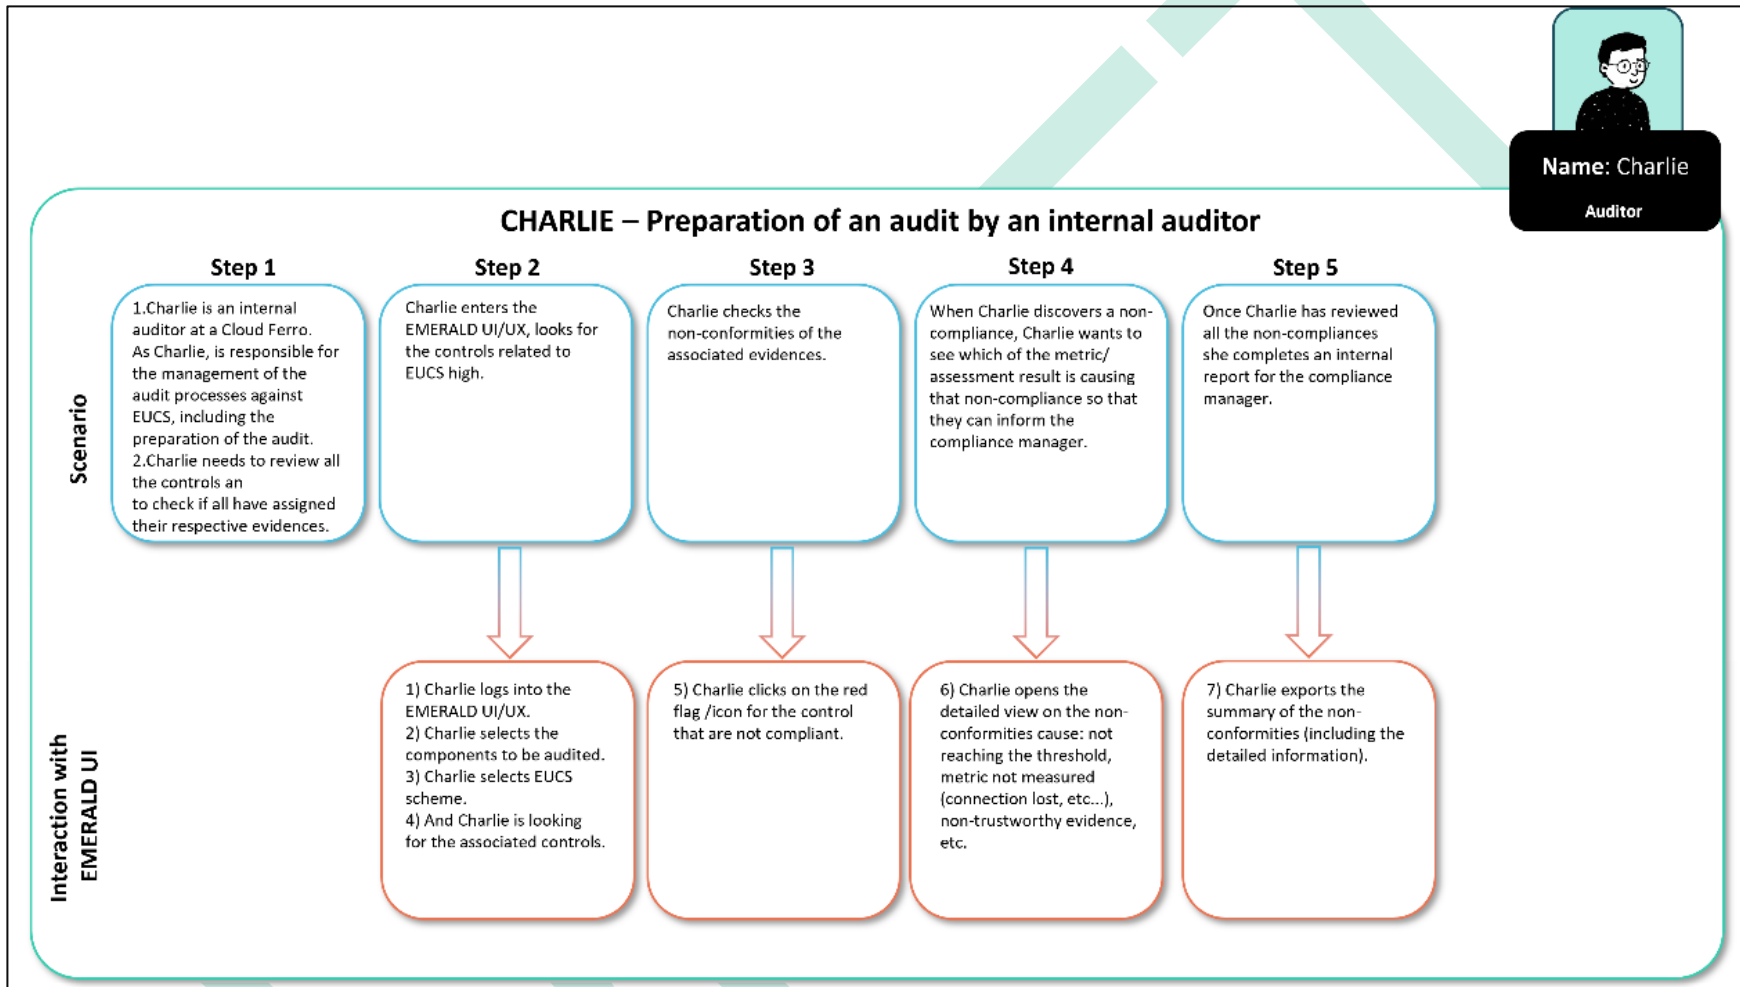 Name: Charlie
Auditor
CHARLIE – Preparation of an audit by an internal auditor
Step 1
Step 2
Step 3
Step 4
Step 5
Scenario
1.Charlie is an internal
auditor at a Cloud Ferro.
As Charlie, is responsible for
the management of the
audit processes against
EUCS, including the
preparation of the audit.
2.Charlie needs to review all
the controls an
to check if all have assigned
their respective evidences.
Charlie enters the
EMERALD UI/UX, looks for
the controls related to
EUCS high.
Charlie checks the
non-conformities of the
associated evidences.
When Charlie discovers a non-
compliance, Charlie wants to
see which of the metric/
assessment result is causing
that non-compliance so that
they can inform the
compliance manager.
Once Charlie has reviewed
all the non-compliances
she completes an internal
report for the compliance
manager.
Interaction with
EMERALD UI
1) Charlie logs into the
EMERALD UI/UX.
2) Charlie selects the
components to be audited.
3) Charlie selects EUCS
scheme.
4) And Charlie is looking
for the associated controls.
5) Charlie clicks on the red
flag /icon for the control
that are not compliant.
6) Charlie opens the
detailed view on the non-
conformities cause: not
reaching the threshold,
metric not measured
(connection lost, etc...),
non-trustworthy evidence,
etc.
7) Charlie exports the
summary of the non-
conformities (including the
detailed information).